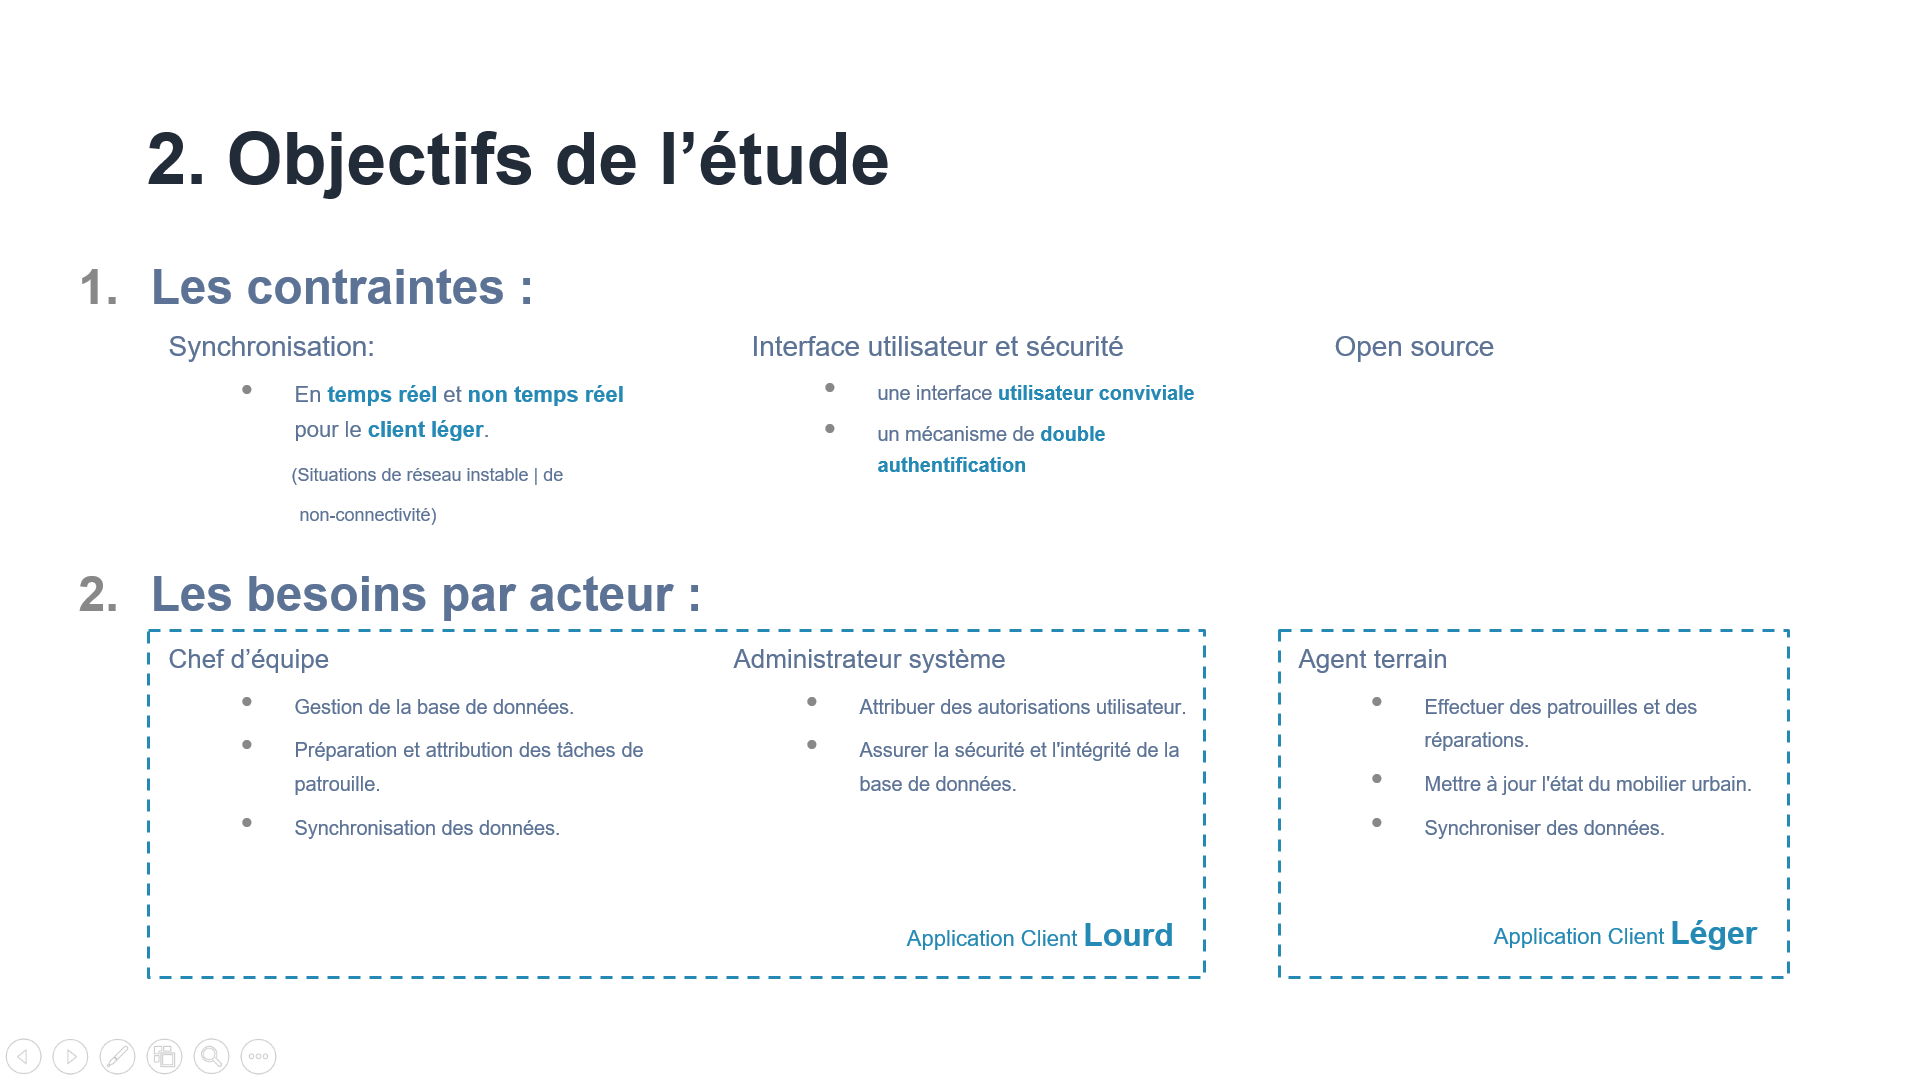 2. Objectifs de l’étude
1. Les contraintes :
Synchronisation:
• En temps réel et non temps réel
pour le client léger.
(Situations de réseau instable | de
non-connectivité)
Interface utilisateur et sécurité
• une interface utilisateur conviviale
• un mécanisme de double
authentification
Open source
2. Les besoins par acteur :
Chef d’équipe
• Gestion de la base de données.
• Préparation et attribution des tâches de
patrouille.
• Synchronisation des données.
Administrateur système
• Attribuer des autorisations utilisateur.
• Assurer la sécurité et l'intégrité de la
base de données.
Application Client Lourd
Agent terrain
• Effectuer des patrouilles et des
réparations.
• Mettre à jour l'état du mobilier urbain.
• Synchroniser des données.
Application Client Léger